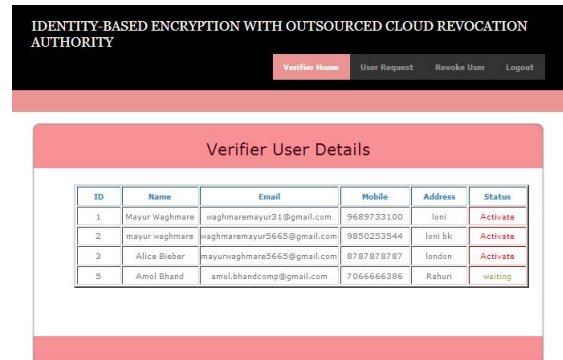 IDENTITY-BASED ENCRYPTION WITH OUTSOURCED CLOUD REVOCATION
AUTHORITY
Verifier Home User Request Revoke User Logout
Verifier User Details
ID Name Email Mobile Address Status
1 Mayur Waghmare waghmaremayur31@gmail.com 9689733100 loni Activate
2 mayur waghmare waghmaremayur5665@gmail.com 9850253544 loni bk Activate
3 Alice Bieber mayurwaghmare5665@gmail.com 8787878787 london Activate
5 Amol Bhand amol.bhandcomp@gmail.com 7066666386 Rahuri waiting